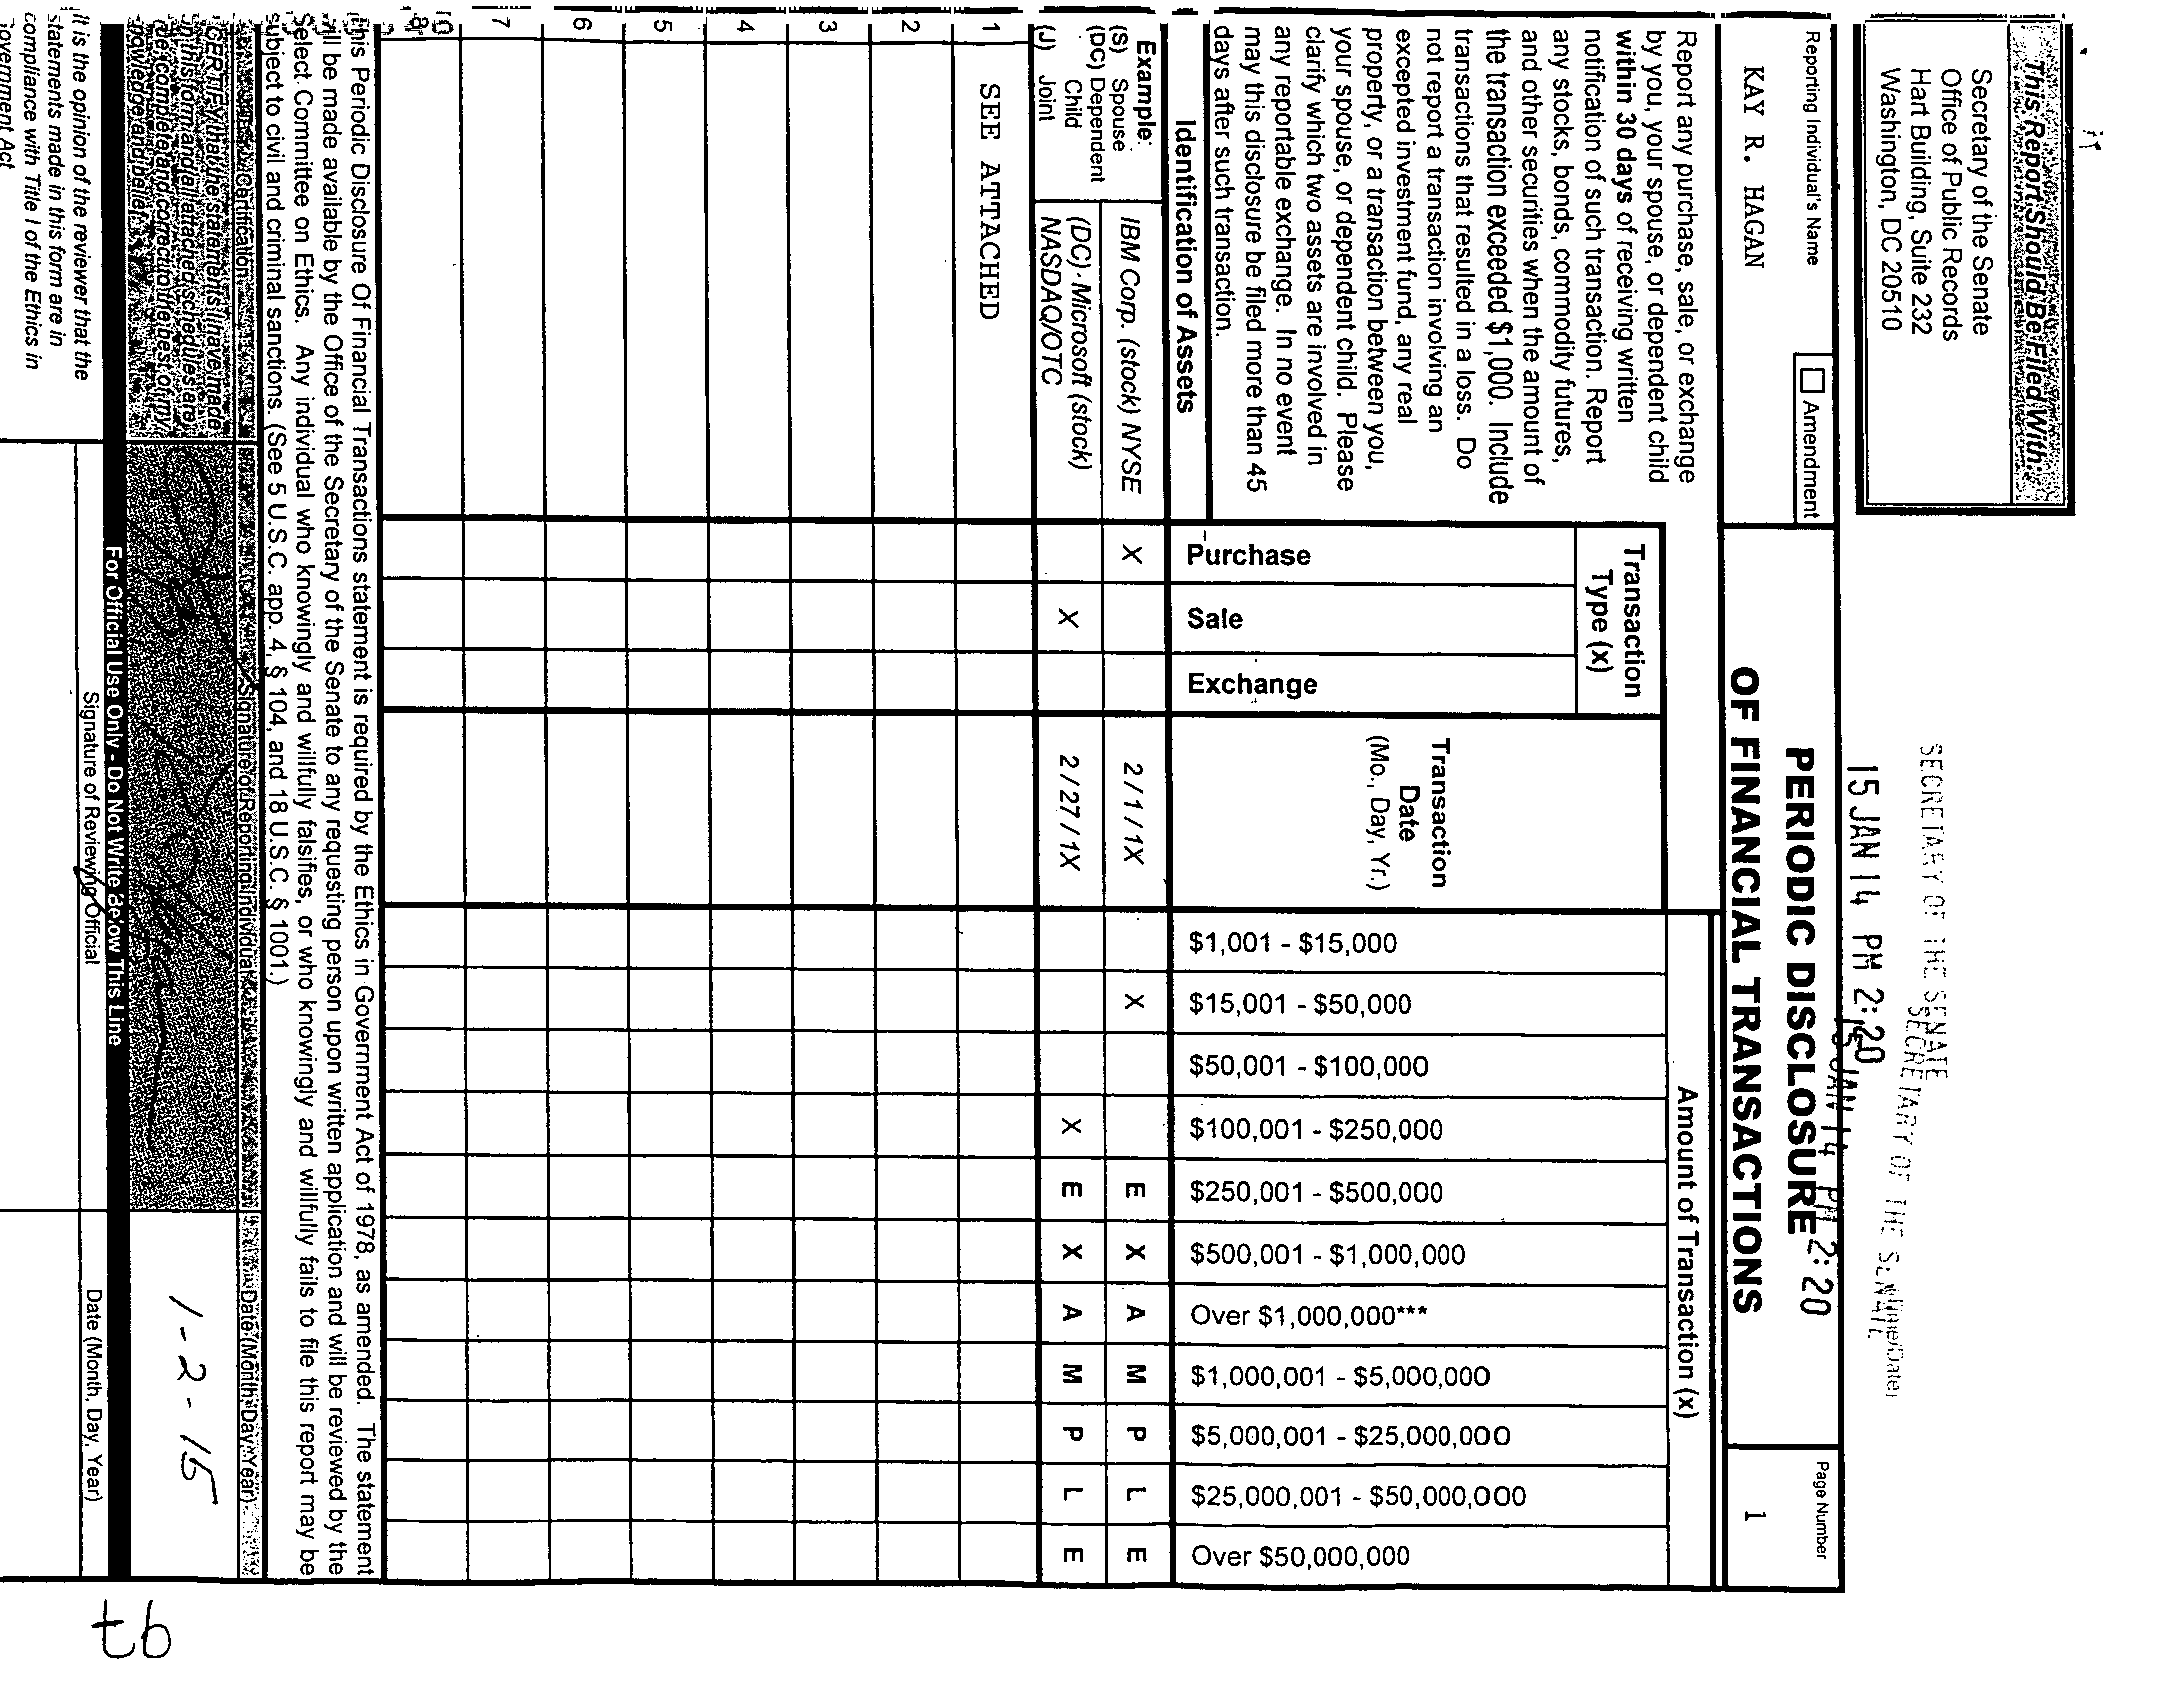 This Report Should Be Filed With:
Secretary of the Senate
Office of Public Records
Hart Building, Suite 232
Washington, DC 20510
SECRETARY OF THE SENATE
15 JAN 14 PM 2:20
SECRETARY OF THE SENATE
15 JAN 14 PM 2:20
Reporting Individual's Name
KAY R. HAGAN
☐ Amendment
PERIODIC DISCLOSURE
OF FINANCIAL TRANSACTIONS
Page Number
1
Report any purchase, sale, or exchange
by you, your spouse, or dependent child
within 30 days of receiving written
notification of such transaction. Report
any stocks, bonds, commodity futures,
and other securities when the amount of
the transaction exceeded $1,000. Include
transactions that resulted in a loss. Do
not report a transaction involving an
excepted investment fund, any real
property, or a transaction between you,
your spouse, or dependent child. Please
clarify which two assets are involved in
any reportable exchange. In no event
may this disclosure be filed more than 45
days after such transaction.
Identification of Assets
Transaction
Type (x)
Purchase
Sale
Exchange
Transaction
Date
(Mo., Day, Yr.)
Amount of Transaction (x)
$1,001 - $15,000
$15,001 - $50,000
$50,001 - $100,000
$100,001 - $250,000
$250,001 - $500,000
$500,001 - $1,000,000
Over $1,000,000***
$1,000,001 - $5,000,000
$5,000,001 - $25,000,000
$25,000,001 - $50,000,000
Over $50,000,000
Example:
(S) Spouse
(DC) Dependent
Child
(J) Joint
IBM Corp. (stock) NYSE X 2/1/1X X E X A M P L E
(DC) Microsoft (stock)
NASDAQ/OTC X 2/27/1X X E X A M P L E
1 SEE ATTACHED
2
3
4
5
6
7
8
This Periodic Disclosure Of Financial Transactions statement is required by the Ethics in Government Act of 1978, as amended. The statement
will be made available by the Office of the Secretary of the Senate to any requesting person upon written application and will be reviewed by the
Select Committee on Ethics. Any individual who knowingly and willfully falsifies, or who knowingly and willfully fails to file this report may be
subject to civil and criminal sanctions. (See 5 U.S.C. app. 4, § 104, and 18 U.S.C. § 1001.)
Certification
Signature of Reporting Individual
Date (Month, Day, Year)
I CERTIFY that the statements I have made
on this form and all attached schedules are
complete and correct to the best of my
knowledge and belief.
1-2-15
For Official Use Only - Do Not Write Below This Line
It is the opinion of the reviewer that the
statements made in this form are in
compliance with Title I of the Ethics in
Government Act
Signature of Reviewing Official
Date (Month, Day, Year)